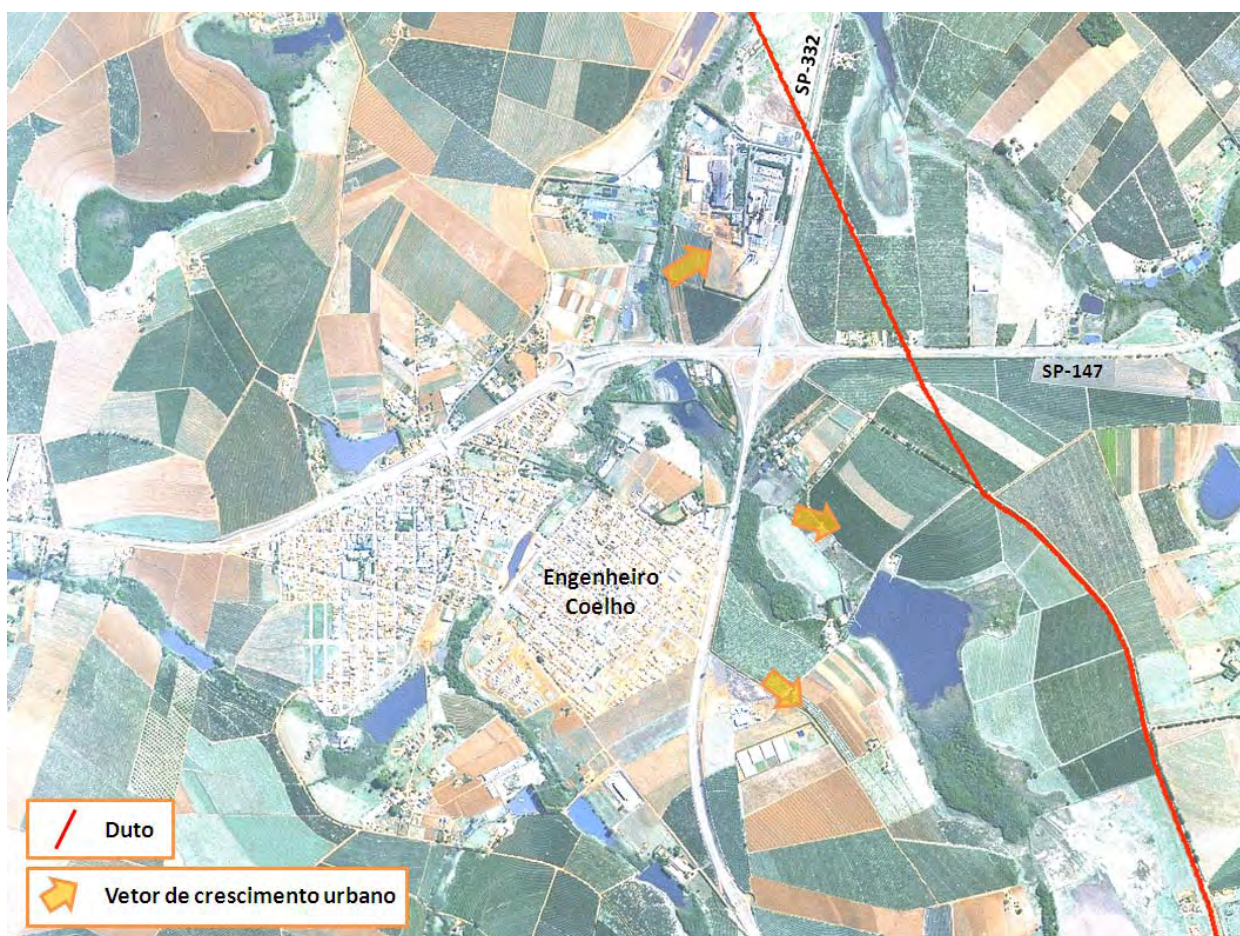 SP-332
SP-147
Engenheiro
Coelho
Duto
Vetor de crescimento urbano